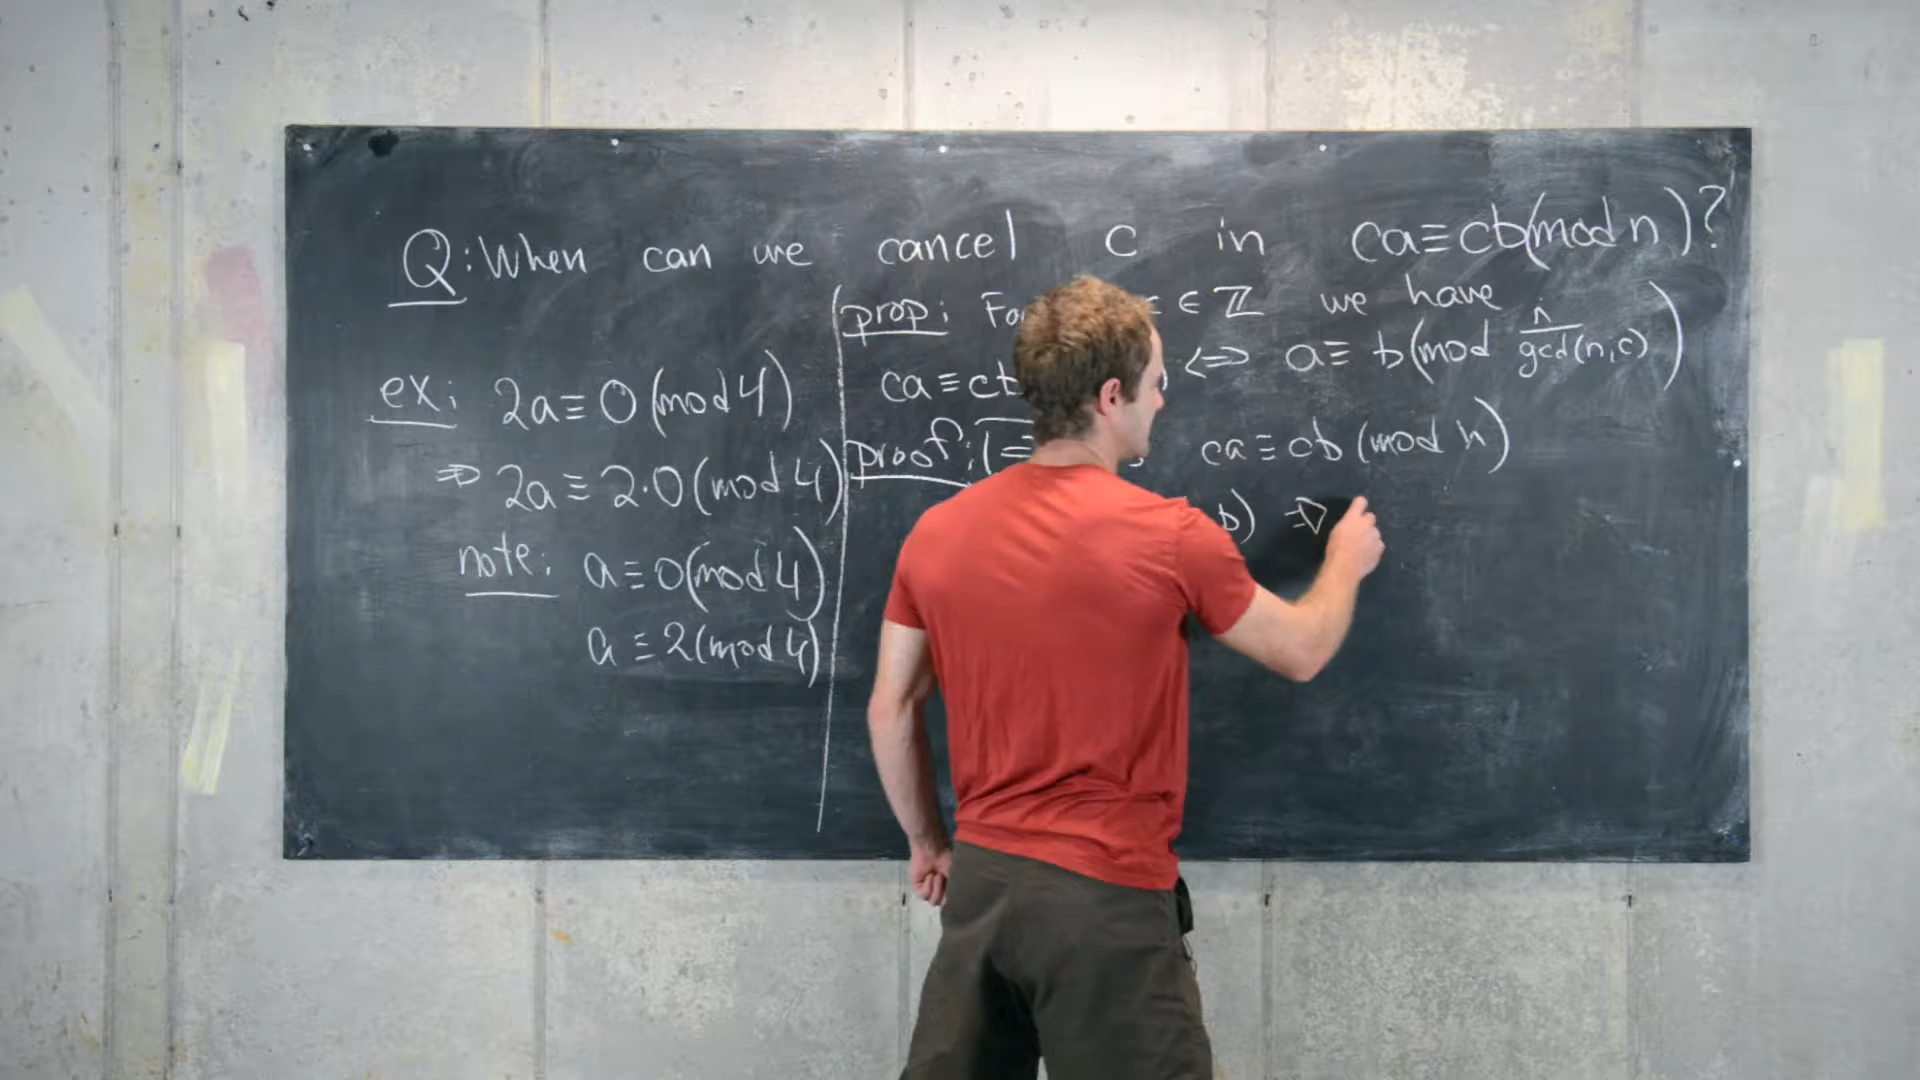 Q: When can we cancel c in ca≡cb(mod n)?
ex: 2a≡0(mod 4)
⇒ 2a≡2·0(mod 4)
note: a≡0(mod 4)
a≡2(mod 4)
prop: ∈ ℤ we have
ca≡cb ⇔ a≡b(mod n/gcd(n,c))
proof: ca≡cb(mod n)
b) ⇒